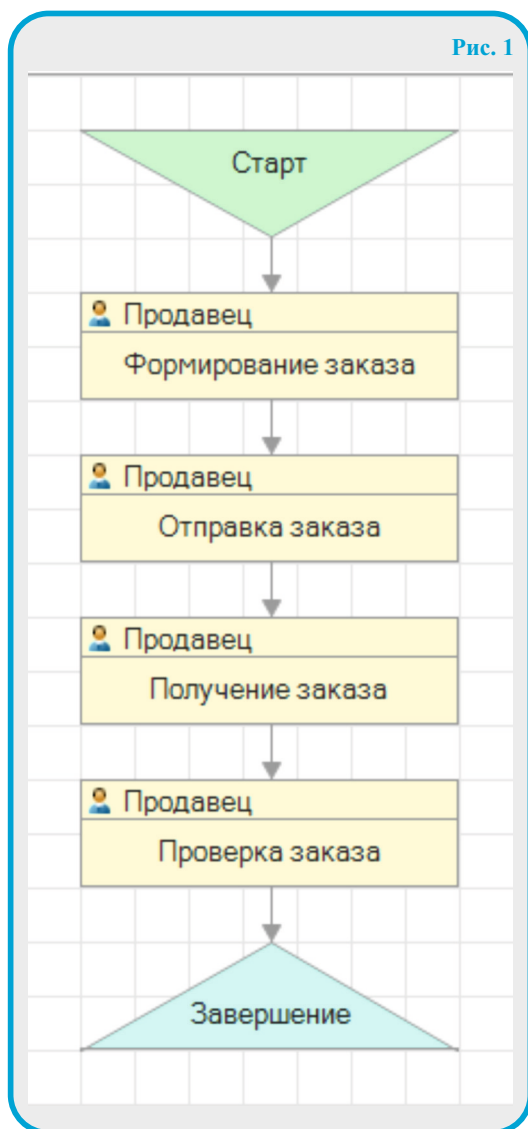 Рис. 1
Старт
Продавец
Формирование заказа
Продавец
Отправка заказа
Продавец
Получение заказа
Продавец
Проверка заказа
Завершение